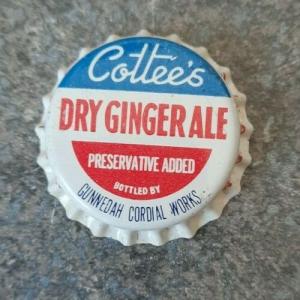 Cottee's
DRY GINGER ALE
PRESERVATIVE ADDED
BOTTLED BY
GUNNEDAH CORDIAL WORKS